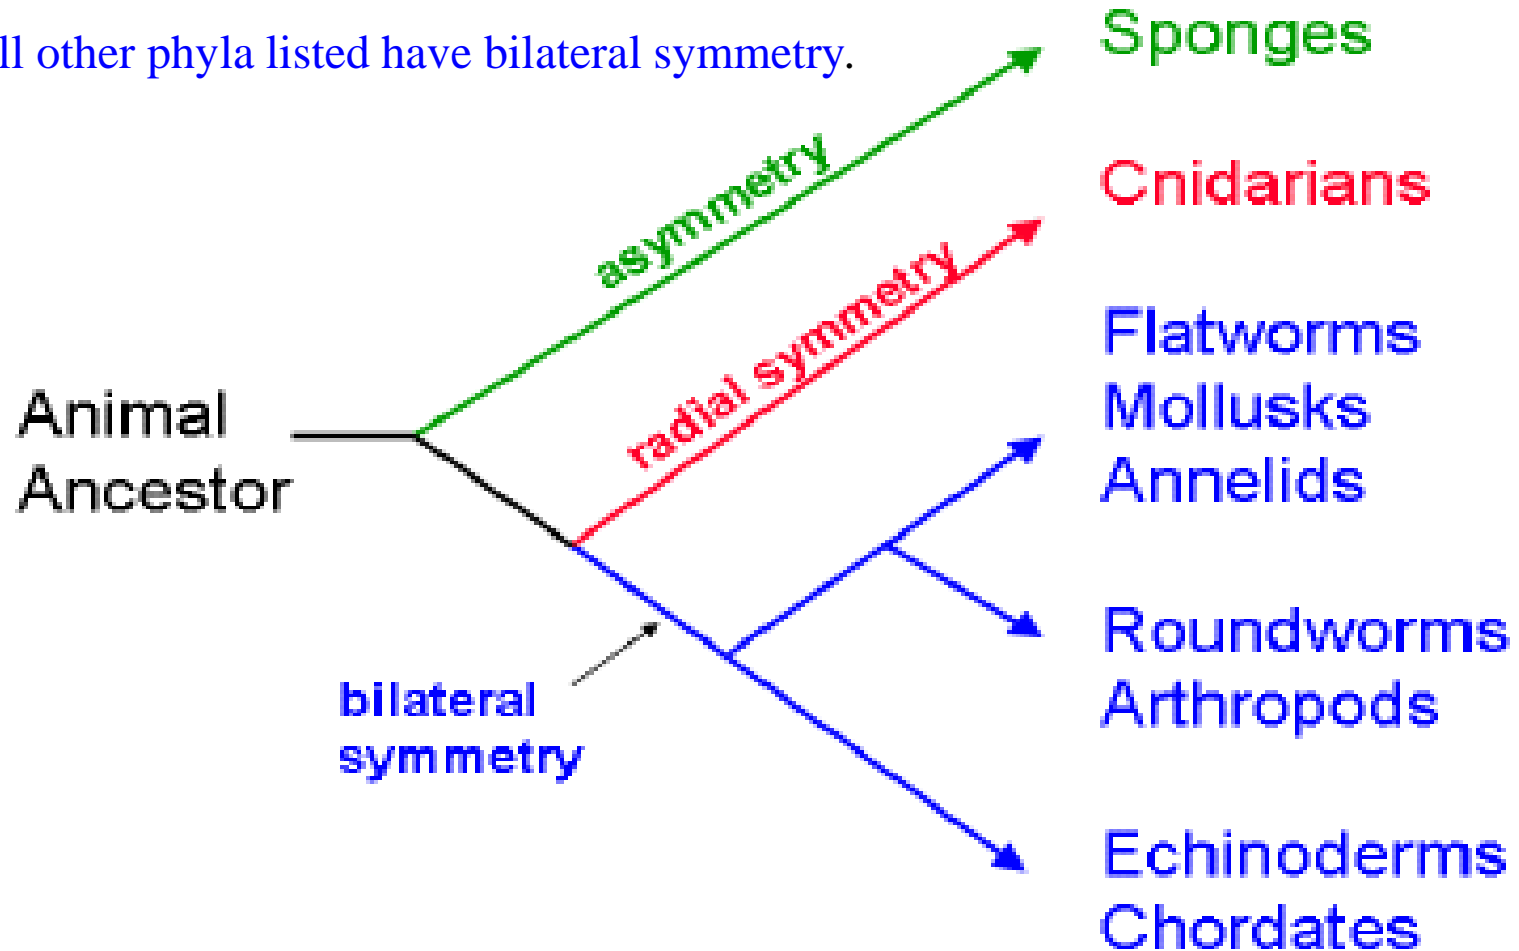 ll other phyla listed have bilateral symmetry.
Sponges
asymmetry
Cnidarians
radial symmetry
Flatworms
Mollusks
Annelids
Animal
Ancestor
Roundworms
Arthropods
bilateral
symmetry
Echinoderms
Chordates